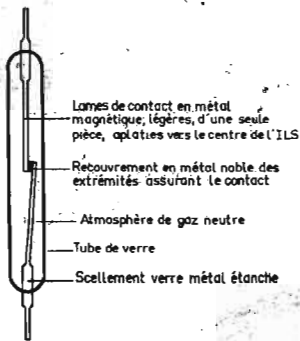 Lames de contact en métal
magnétique, légères, d'une seule
pièce, aplaties vers le centre de l'ILS
Recouvrement en métal noble des
extrémités assurant le contact
Atmosphère de gaz neutre
Tube de verre
Scellement verre métal étanche